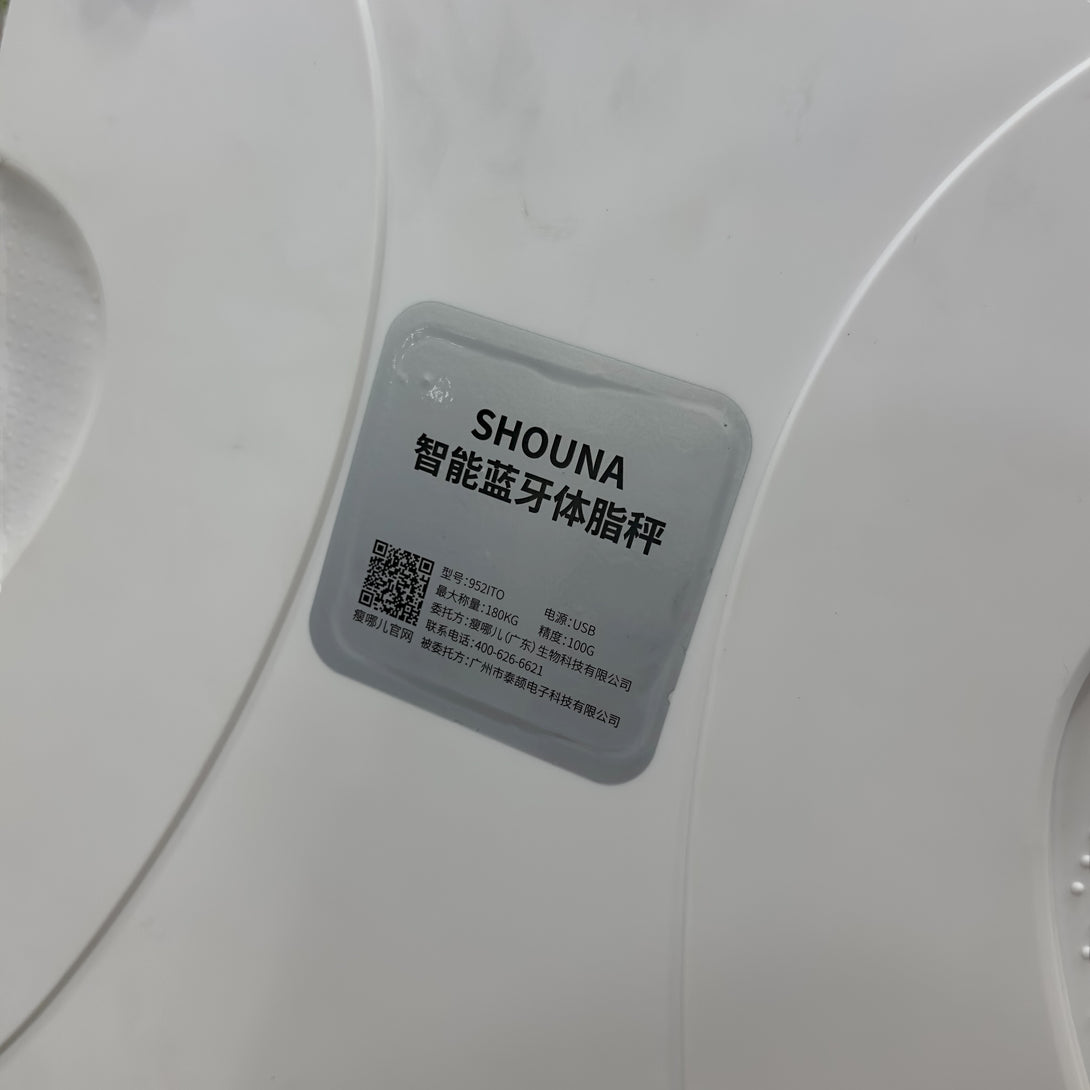 SHOUNA
智能蓝牙体脂秤
型号:952ITO
电源:USB
最大称量:180KG
精度:100G
委托方:瘦哪儿(广东)生物科技有限公司
联系电话:400-626-6621
被委托方:广州市泰颉电子科技有限公司
瘦哪儿官网